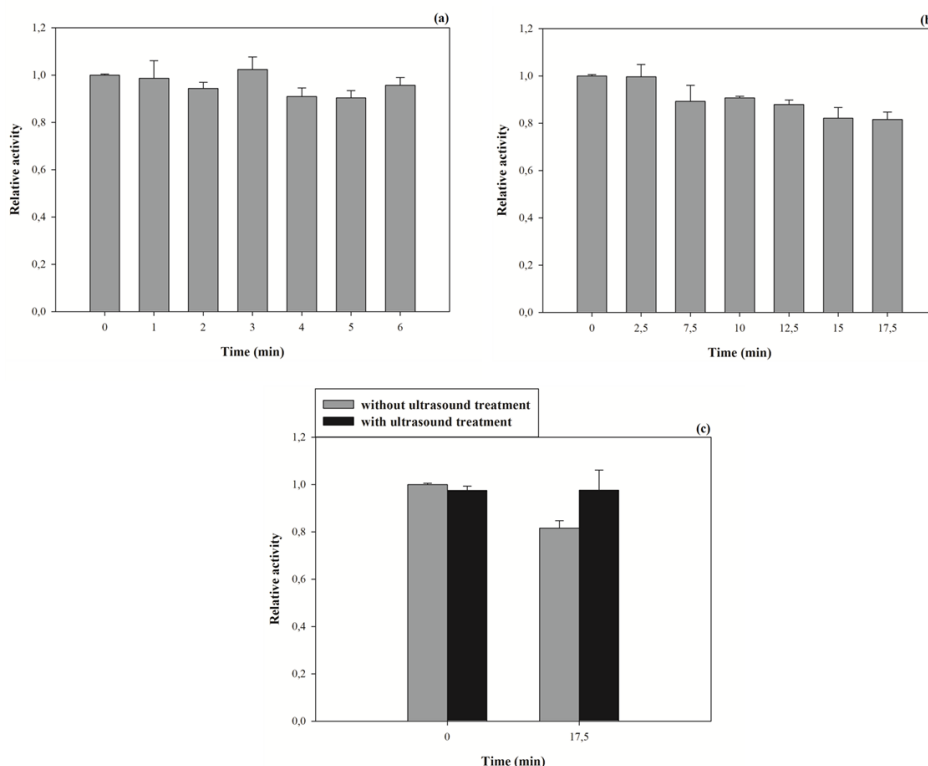 (a)
1,2
1,0
0,8
0,6
0,4
0,2
0,0
Relative activity
0 1 2 3 4 5 6
Time (min)
(b
1,2
1,0
0,8
0,6
0,4
0,2
0,0
Relative activity
0 2,5 7,5 10 12,5 15 17,5
Time (min)
without ultrasound treatment
with ultrasound treatment
(c)
1,2
1,0
0,8
0,6
0,4
0,2
0,0
Relative activity
0 17,5
Time (min)